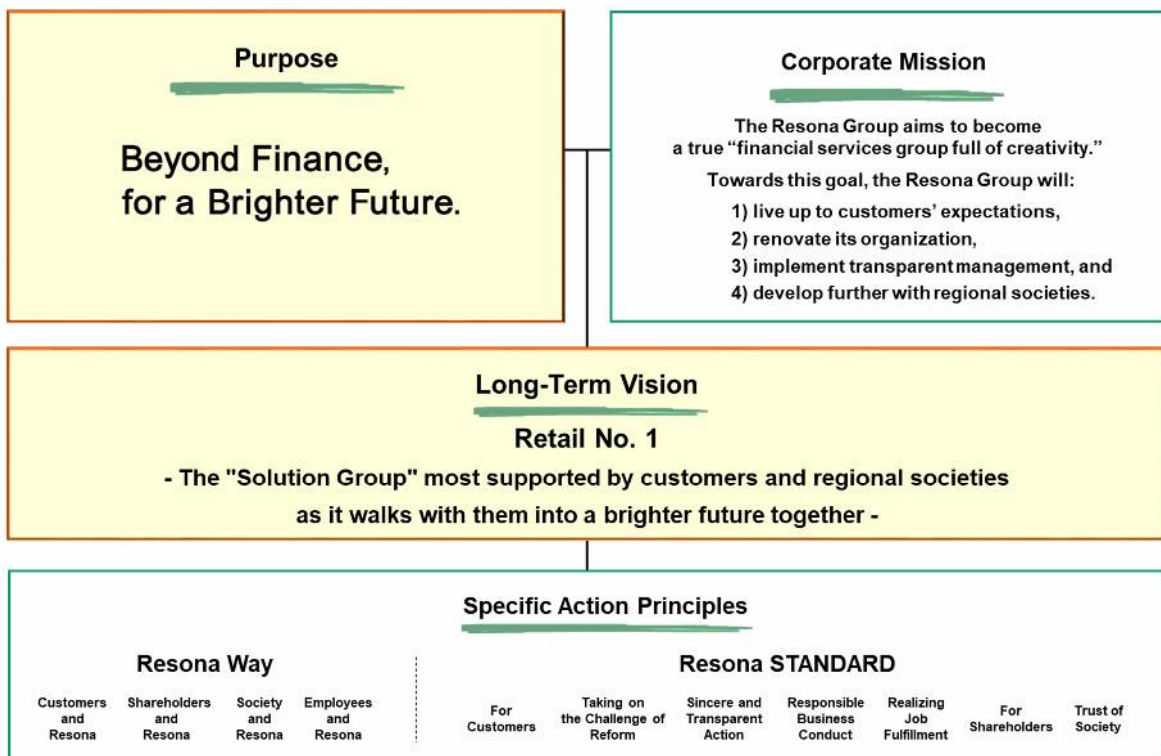 Purpose
Beyond Finance,
for a Brighter Future.
Corporate Mission
The Resona Group aims to become
a true “financial services group full of creativity.”
Towards this goal, the Resona Group will:
1) live up to customers’ expectations,
2) renovate its organization,
3) implement transparent management, and
4) develop further with regional societies.
Long-Term Vision
Retail No. 1
- The "Solution Group" most supported by customers and regional societies
as it walks with them into a brighter future together -
Specific Action Principles
Resona Way
Customers
and
Resona
Shareholders
and
Resona
Society
and
Resona
Employees
and
Resona
Resona STANDARD
For
Customers
Taking on
the Challenge of
Reform
Sincere and
Transparent
Action
Responsible
Business
Conduct
Realizing
Job
Fulfillment
For
Shareholders
Trust of
Society